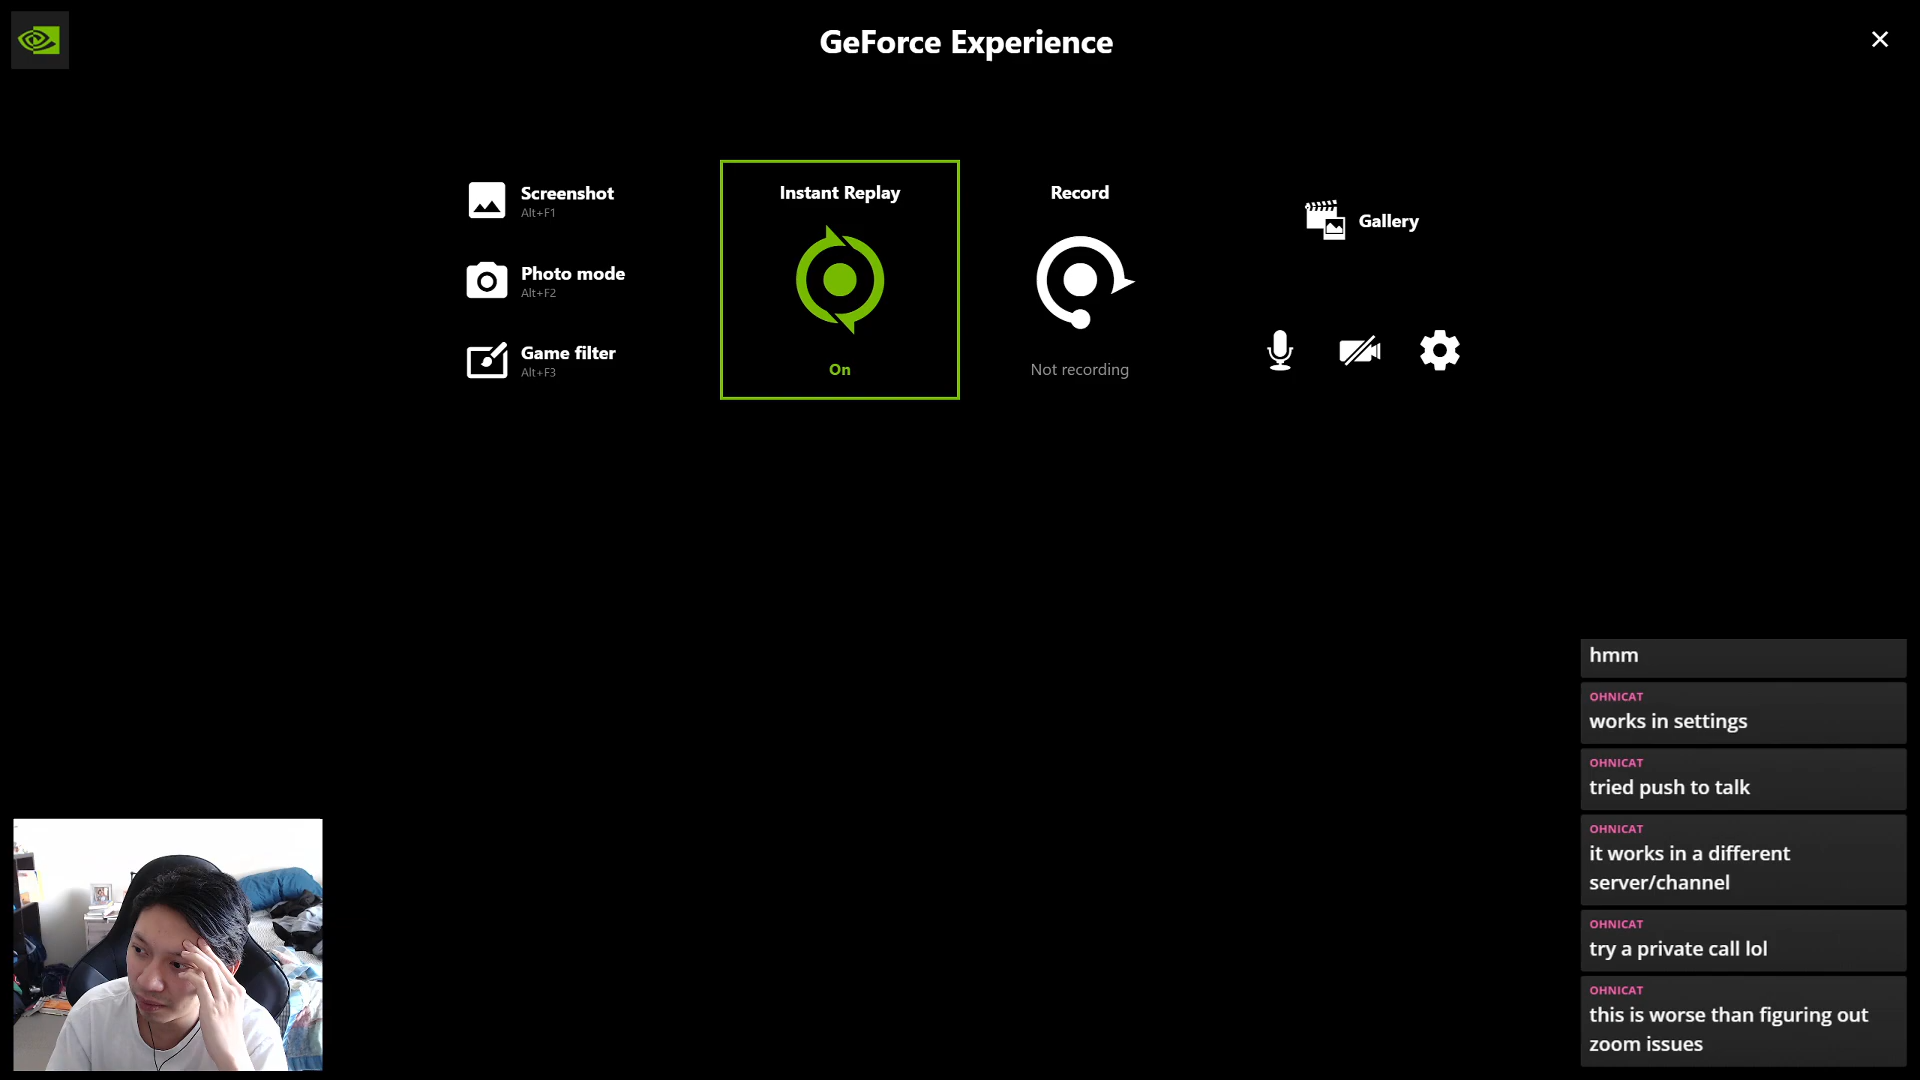 GeForce Experience
Screenshot
Alt+F1
Photo mode
Alt+F2
Game filter
Alt+F3
Instant Replay
On
Record
Not recording
Gallery
hmm
OHNICAT
works in settings
OHNICAT
tried push to talk
OHNICAT
it works in a different
server/channel
OHNICAT
try a private call lol
OHNICAT
this is worse than figuring out
zoom issues